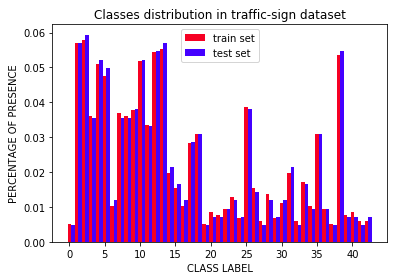 Classes distribution in traffic-sign dataset
train set
test set
PERCENTAGE OF PRESENCE
0.06
0.05
0.04
0.03
0.02
0.01
0.00
0 5 10 15 20 25 30 35 40
CLASS LABEL